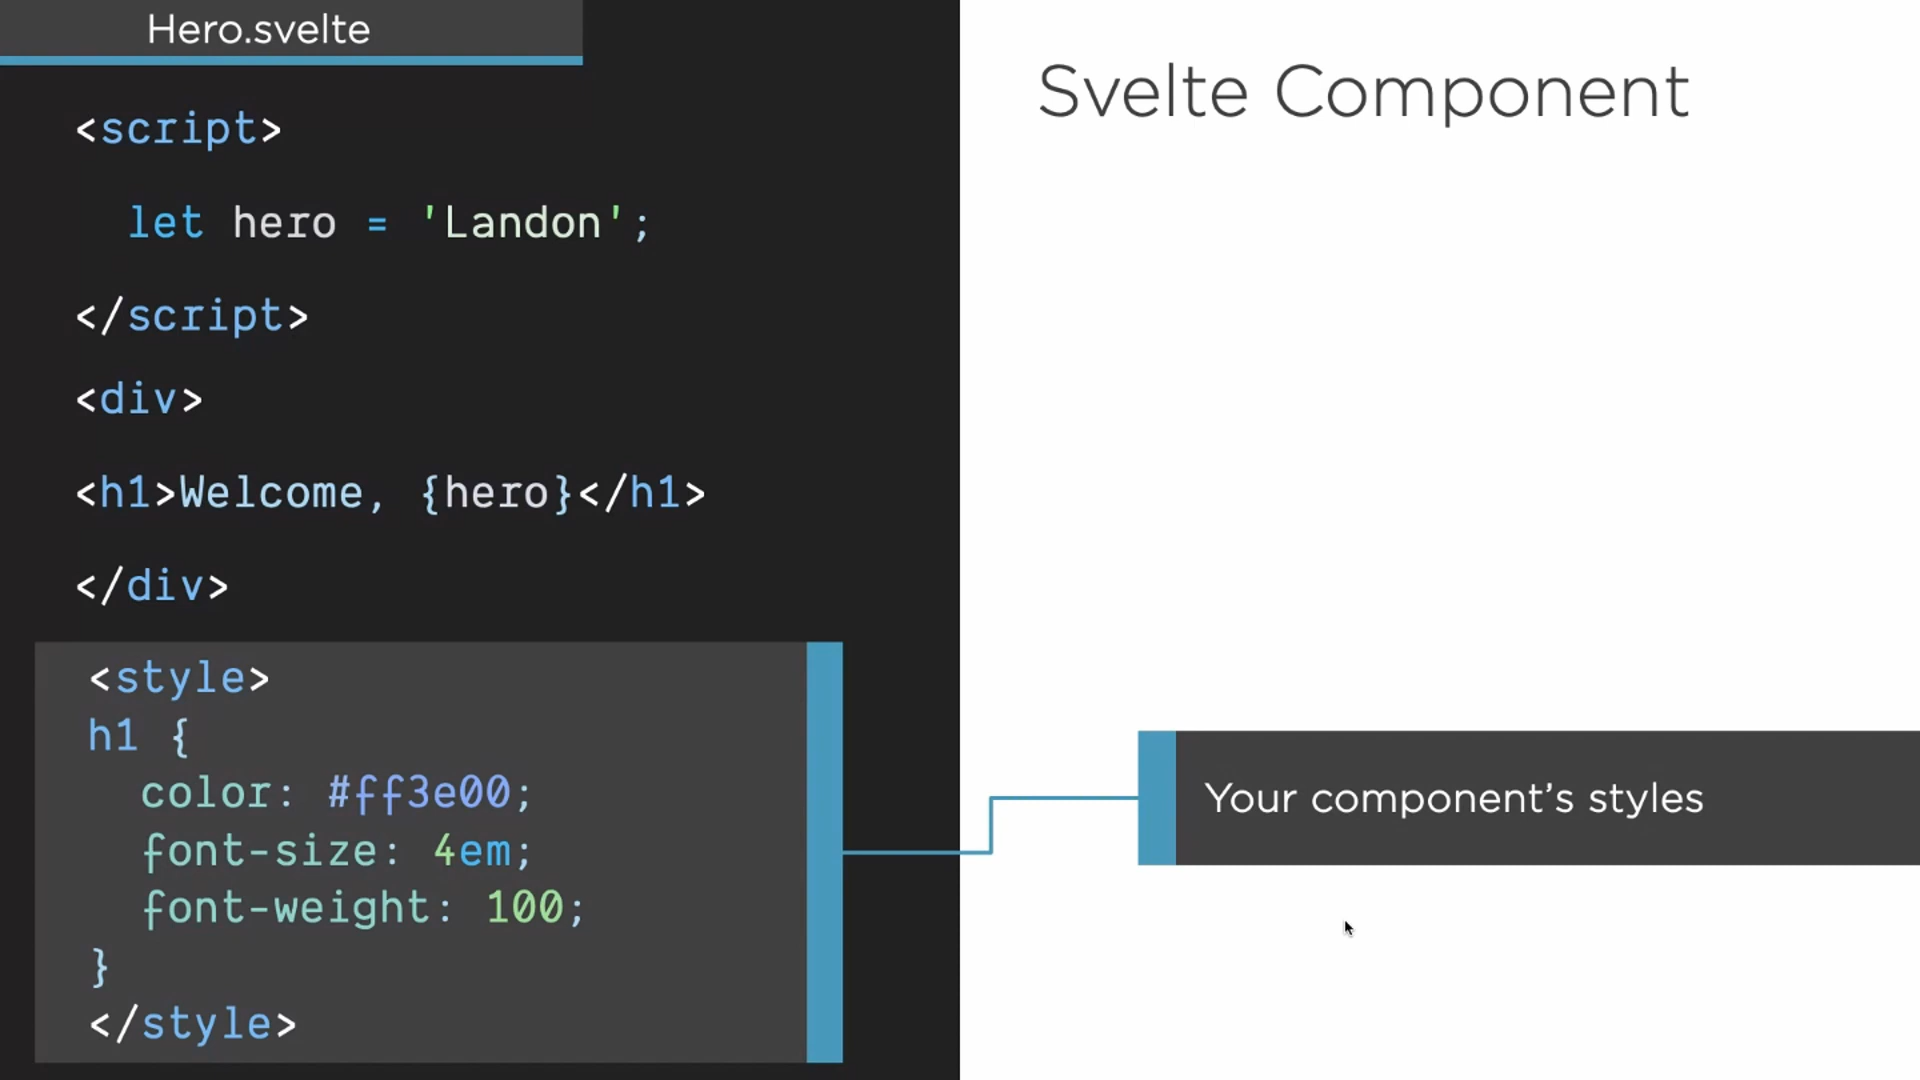 Hero.svelte
Svelte Component
<script>
let hero = 'Landon';
</script>
<div>
<h1>Welcome, {hero}</h1>
</div>
<style>
h1 {
color: #ff3e00;
font-size: 4em;
font-weight: 100;
}
</style>
Your component’s styles